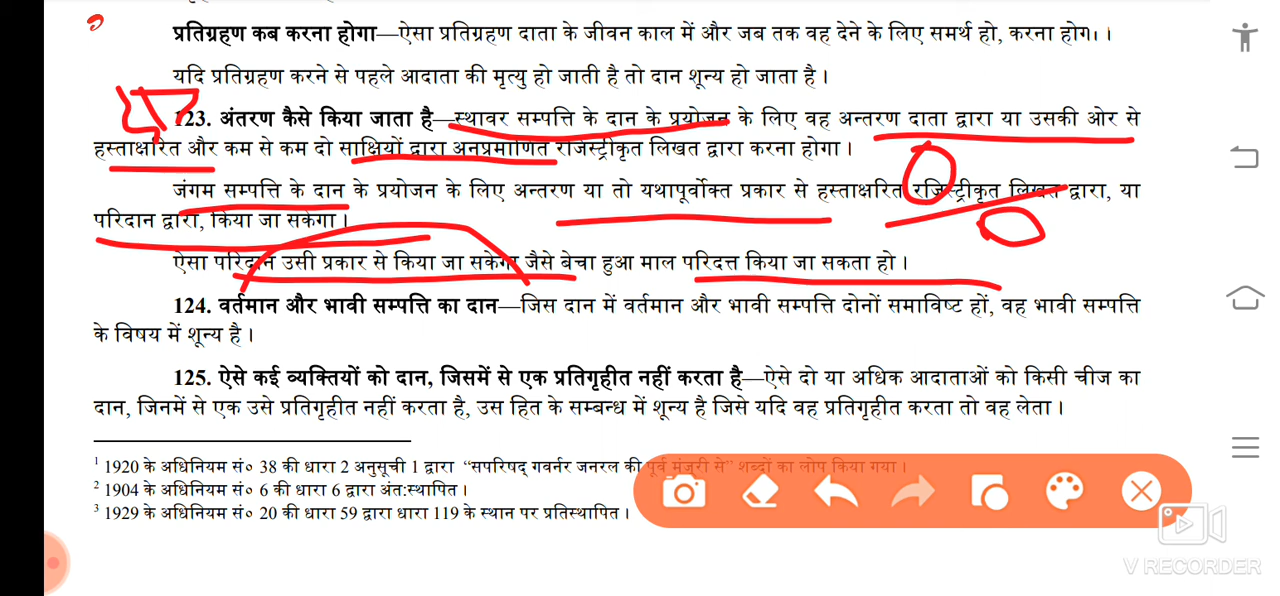 प्रतिग्रहण कब करना होगा—ऐसा प्रतिग्रहण दाता के जीवन काल में और जब तक वह देने के लिए समर्थ हो, करना होगा ।
यदि प्रतिग्रहण करने से पहले आदाता की मृत्यु हो जाती है तो दान शून्य हो जाता है ।
123. अंतरण कैसे किया जाता है—स्थावर सम्पत्ति के दान के प्रयोजन के लिए वह अन्तरण दाता द्वारा या उसकी ओर से
हस्ताक्षरित और कम से कम दो साक्षियों द्वारा अनुप्रमाणित रजिस्ट्रीकृत लिखत द्वारा करना होगा ।
जंगम सम्पत्ति के दान के प्रयोजन के लिए अन्तरण या तो यथापूर्वोक्त प्रकार से हस्ताक्षरित रजिस्ट्रीकृत लिखत द्वारा, या
परिदान द्वारा, किया जा सकेगा ।
ऐसा परिदान उसी प्रकार से किया जा सकेगा जैसे बेचा हुआ माल परिदत्त किया जा सकता हो ।
124. वर्तमान और भावी सम्पत्ति का दान—जिस दान में वर्तमान और भावी सम्पत्ति दोनों समाविष्ट हों, वह भावी सम्पत्ति
के विषय में शून्य है ।
125. ऐसे कई व्यक्तियों को दान, जिसमें से एक प्रतिगृहीत नहीं करता है—ऐसे दो या अधिक आदाताओं को किसी चीज का
दान, जिनमें से एक उसे प्रतिगृहीत नहीं करता है, उस हित के सम्बन्ध में शून्य है जिसे यदि वह प्रतिगृहीत करता तो वह लेता ।
1 1920 के अधिनियम सं० 38 की धारा 2 अनुसूची 1 द्वारा “सपरिषद् गवर्नर जनरल की पूर्व मंजूरी से” शब्दों का लोप किया गया ।
2 1904 के अधिनियम सं० 6 की धारा 6 द्वारा अंत:स्थापित ।
3 1929 के अधिनियम सं० 20 की धारा 59 द्वारा धारा 119 के स्थान पर प्रतिस्थापित ।
V RECORDER